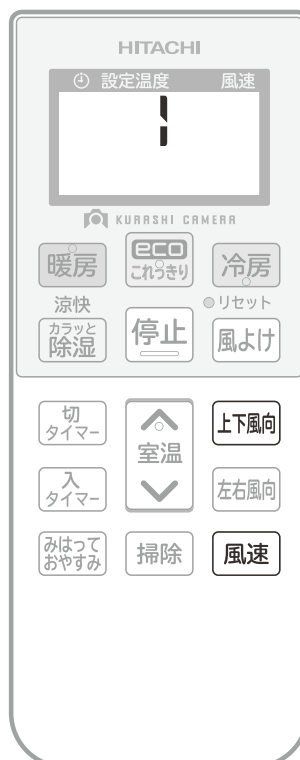 HITACHI
設定温度 風速
1
KURASHI CAMERA
暖房 eco これっきり 冷房
涼快 リセット
カラッと 除湿 停止 風よけ
切 タイマー 室温 上下風向
入 タイマー 左右風向
みはって おやすみ 掃除 風速